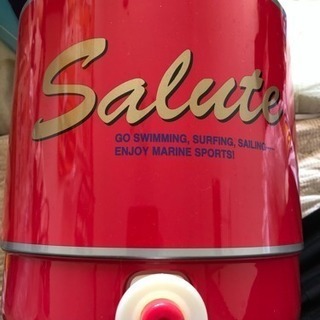 Salute
GO SWIMMING, SURFING, SAILING—
ENJOY MARINE SPORTS!